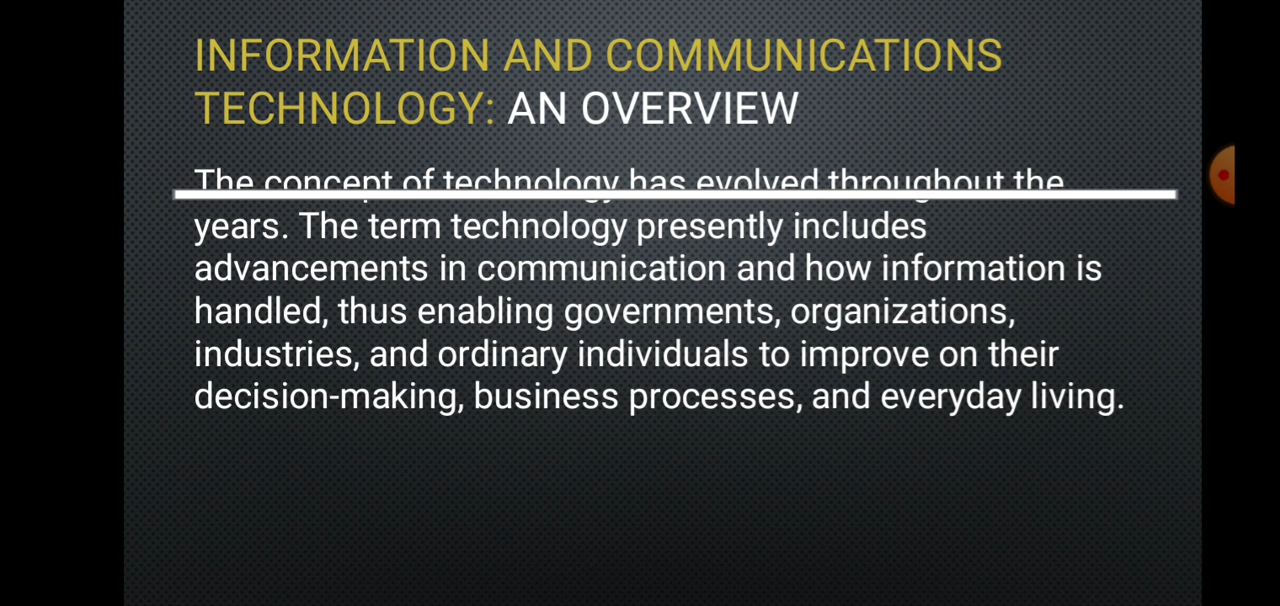 INFORMATION AND COMMUNICATIONS
TECHNOLOGY: AN OVERVIEW
The concept of technology has evolved throughout the
years. The term technology presently includes
advancements in communication and how information is
handled, thus enabling governments, organizations,
industries, and ordinary individuals to improve on their
decision-making, business processes, and everyday living.